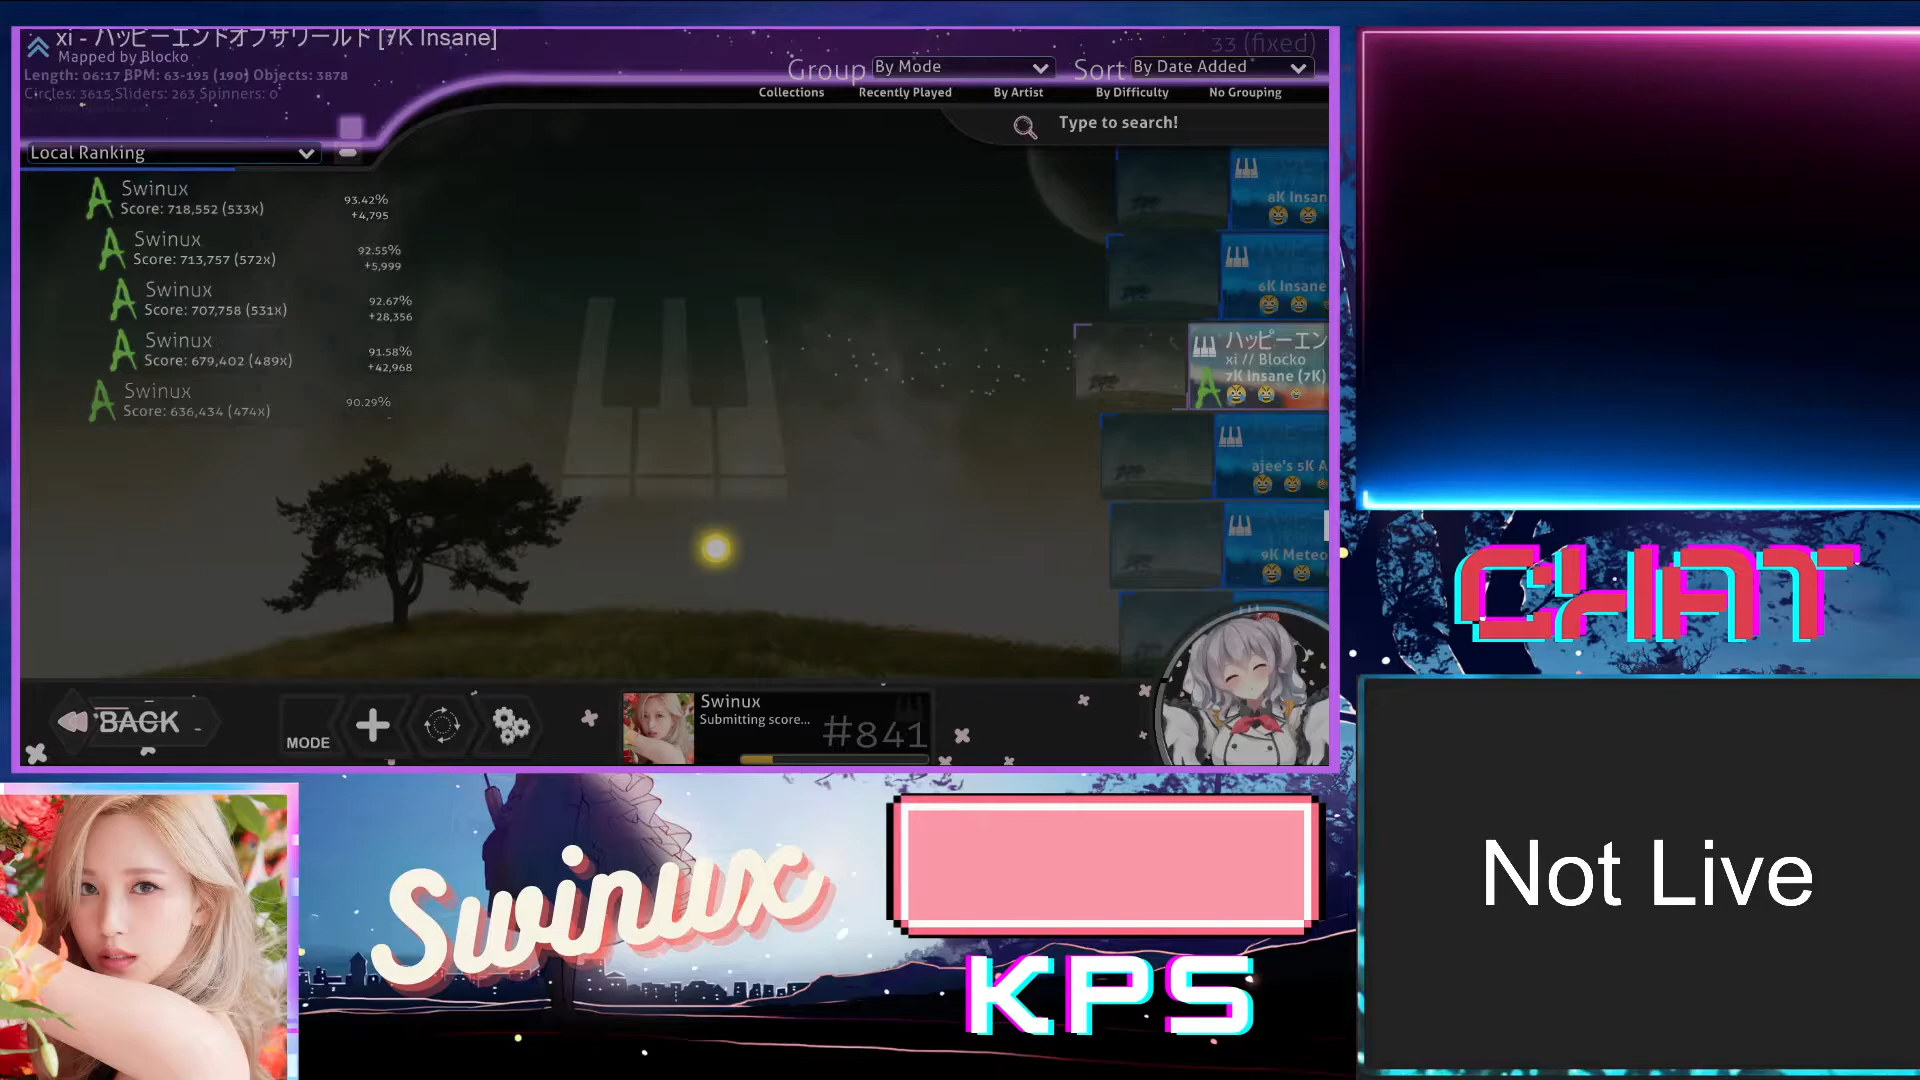 xi - ハッピーエンドオブザワールド [7K Insane]
Mapped by Blocko
Length: 06:17 BPM: 63-195 (190) Objects: 3878
Circles: 3615 Sliders: 263 Spinners: 0
33 (fixed)
Group By Mode
Sort By Date Added
Collections
Recently Played
By Artist
By Difficulty
No Grouping
Type to search!
Local Ranking
A Swinux
Score: 718,552 (533x)
93.42%
+4,795
A Swinux
Score: 713,757 (572x)
92.55%
+5,999
A Swinux
Score: 707,758 (531x)
92.67%
+28,356
A Swinux
Score: 679,402 (489x)
91.58%
+42,968
A Swinux
Score: 636,434 (474x)
90.29%
-
8K Insan
6K Insane
ハッピーエン
xi // Blocko
7K Insane (7K)
A
ajee's 5K A
9K Meteo
BACK
MODE
Swinux
Submitting score...
#841
CHAT
Swinux
KPS
Not Live